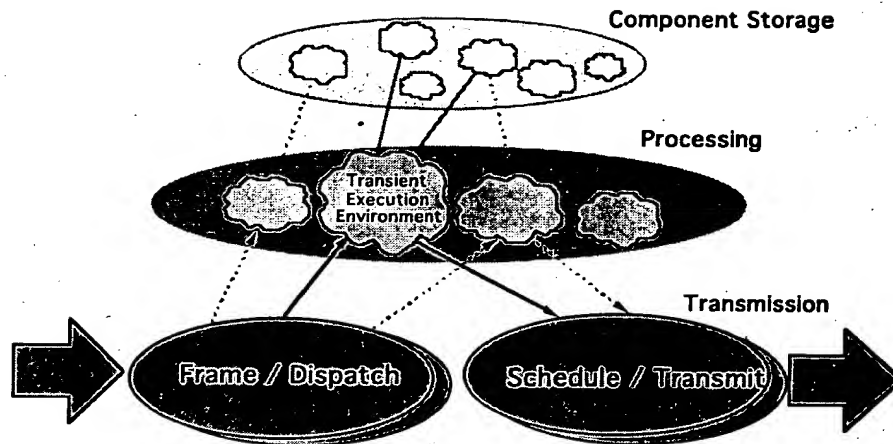 Component Storage
Processing
Transient
Execution
Environment
Transmission
Frame / Dispatch
Schedule / Transmit